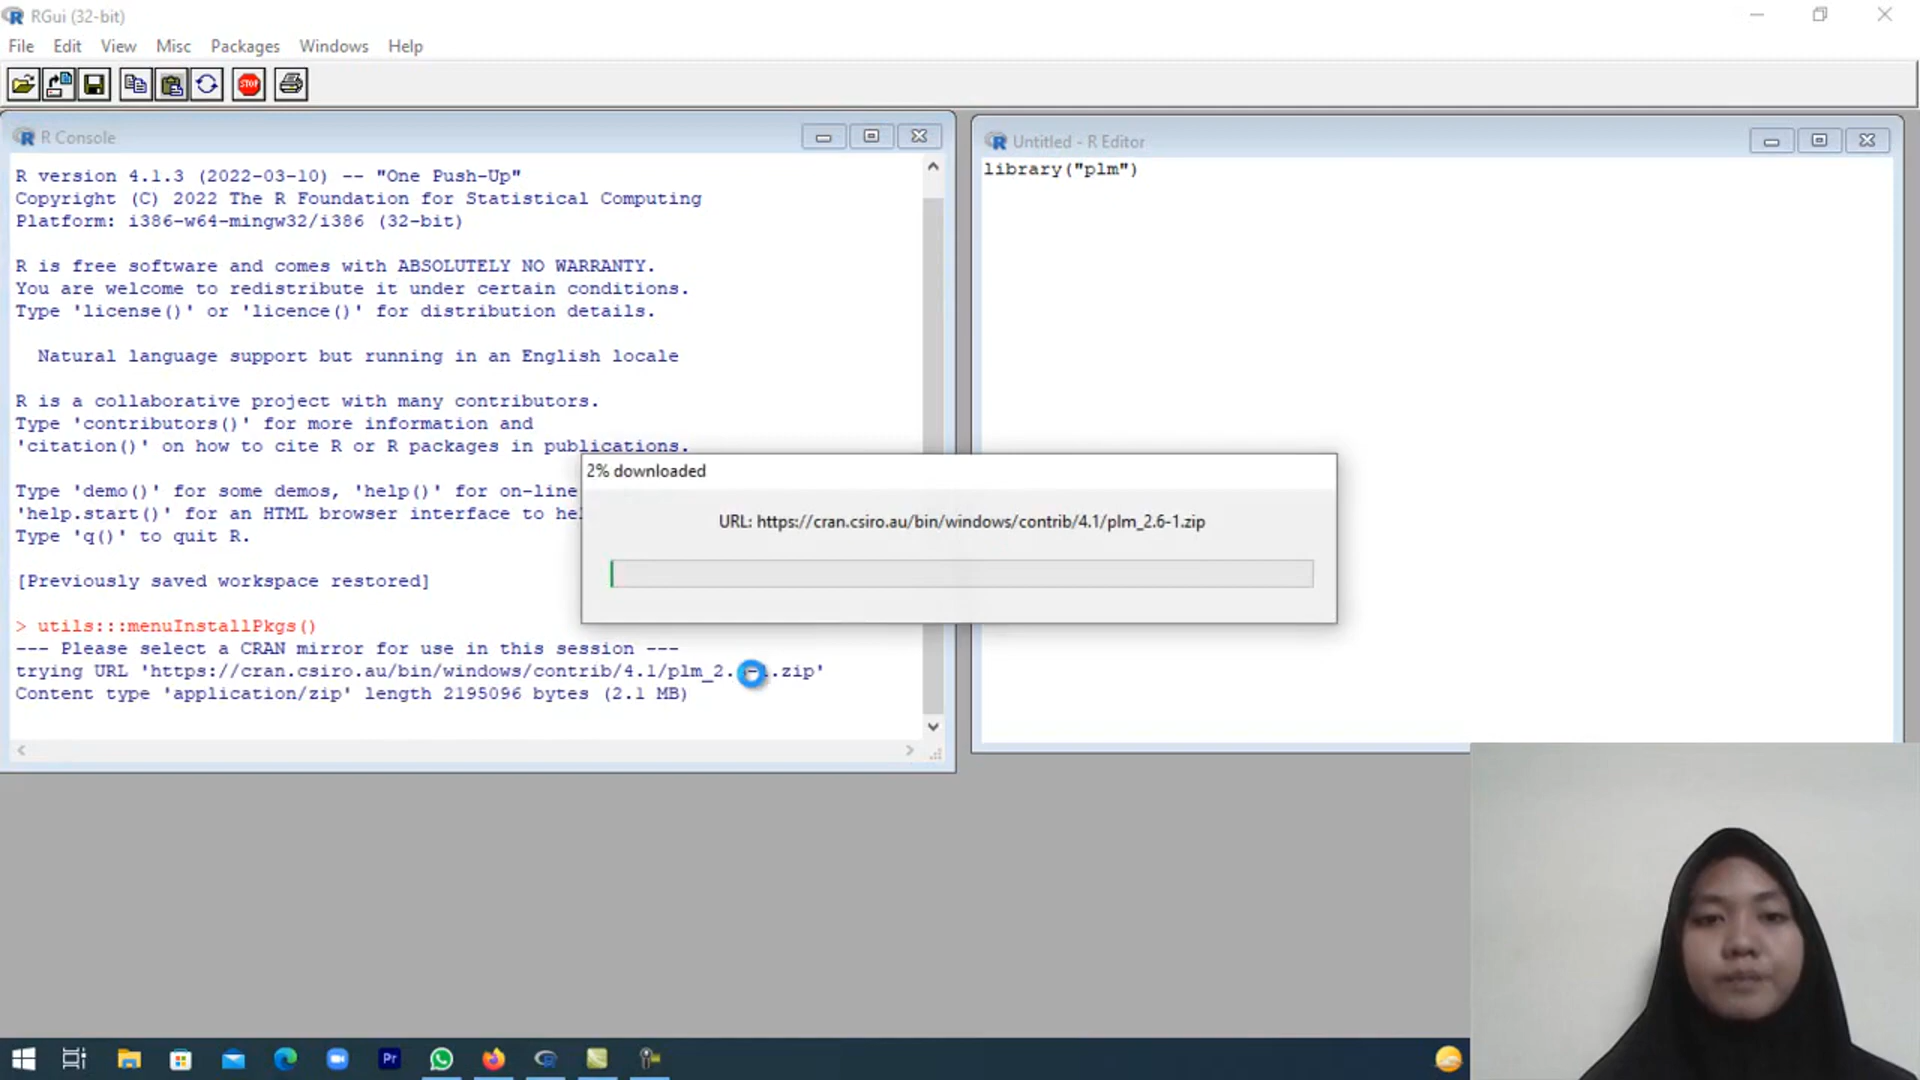 RGui (32-bit)
File Edit View Misc Packages Windows Help
STOP
R Console
R version 4.1.3 (2022-03-10) -- "One Push-Up"
Copyright (C) 2022 The R Foundation for Statistical Computing
Platform: i386-w64-mingw32/i386 (32-bit)
R is free software and comes with ABSOLUTELY NO WARRANTY.
You are welcome to redistribute it under certain conditions.
Type 'license()' or 'licence()' for distribution details.
Natural language support but running in an English locale
R is a collaborative project with many contributors.
Type 'contributors()' for more information and
'citation()' on how to cite R or R packages in publications.
Type 'demo()' for some demos, 'help()' for on-line
'help.start()' for an HTML browser interface to hel
Type 'q()' to quit R.
[Previously saved workspace restored]
> utils:::menuInstallPkgs()
--- Please select a CRAN mirror for use in this session ---
trying URL 'https://cran.csiro.au/bin/windows/contrib/4.1/plm_2. .zip'
Content type 'application/zip' length 2195096 bytes (2.1 MB)
Untitled - R Editor
library("plm")
2% downloaded
URL: https://cran.csiro.au/bin/windows/contrib/4.1/plm_2.6-1.zip
Pr